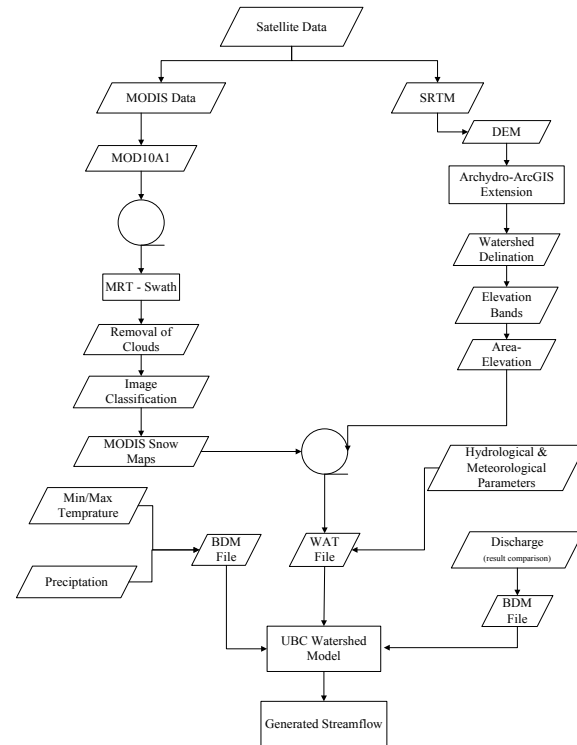 Satellite Data
MODIS Data
SRTM
DEM
MOD10A1
Archydro-ArcGIS
Extension
Watershed
Delination
MRT - Swath
Elevation
Bands
Removal of
Clouds
Area-
Elevation
Image
Classification
MODIS Snow
Maps
Hydrological &
Meteorological
Parameters
Min/Max
Temprature
BDM
File
WAT
File
Discharge
(result comparison)
Preciptation
BDM
File
UBC Watershed
Model
Generated Streamflow